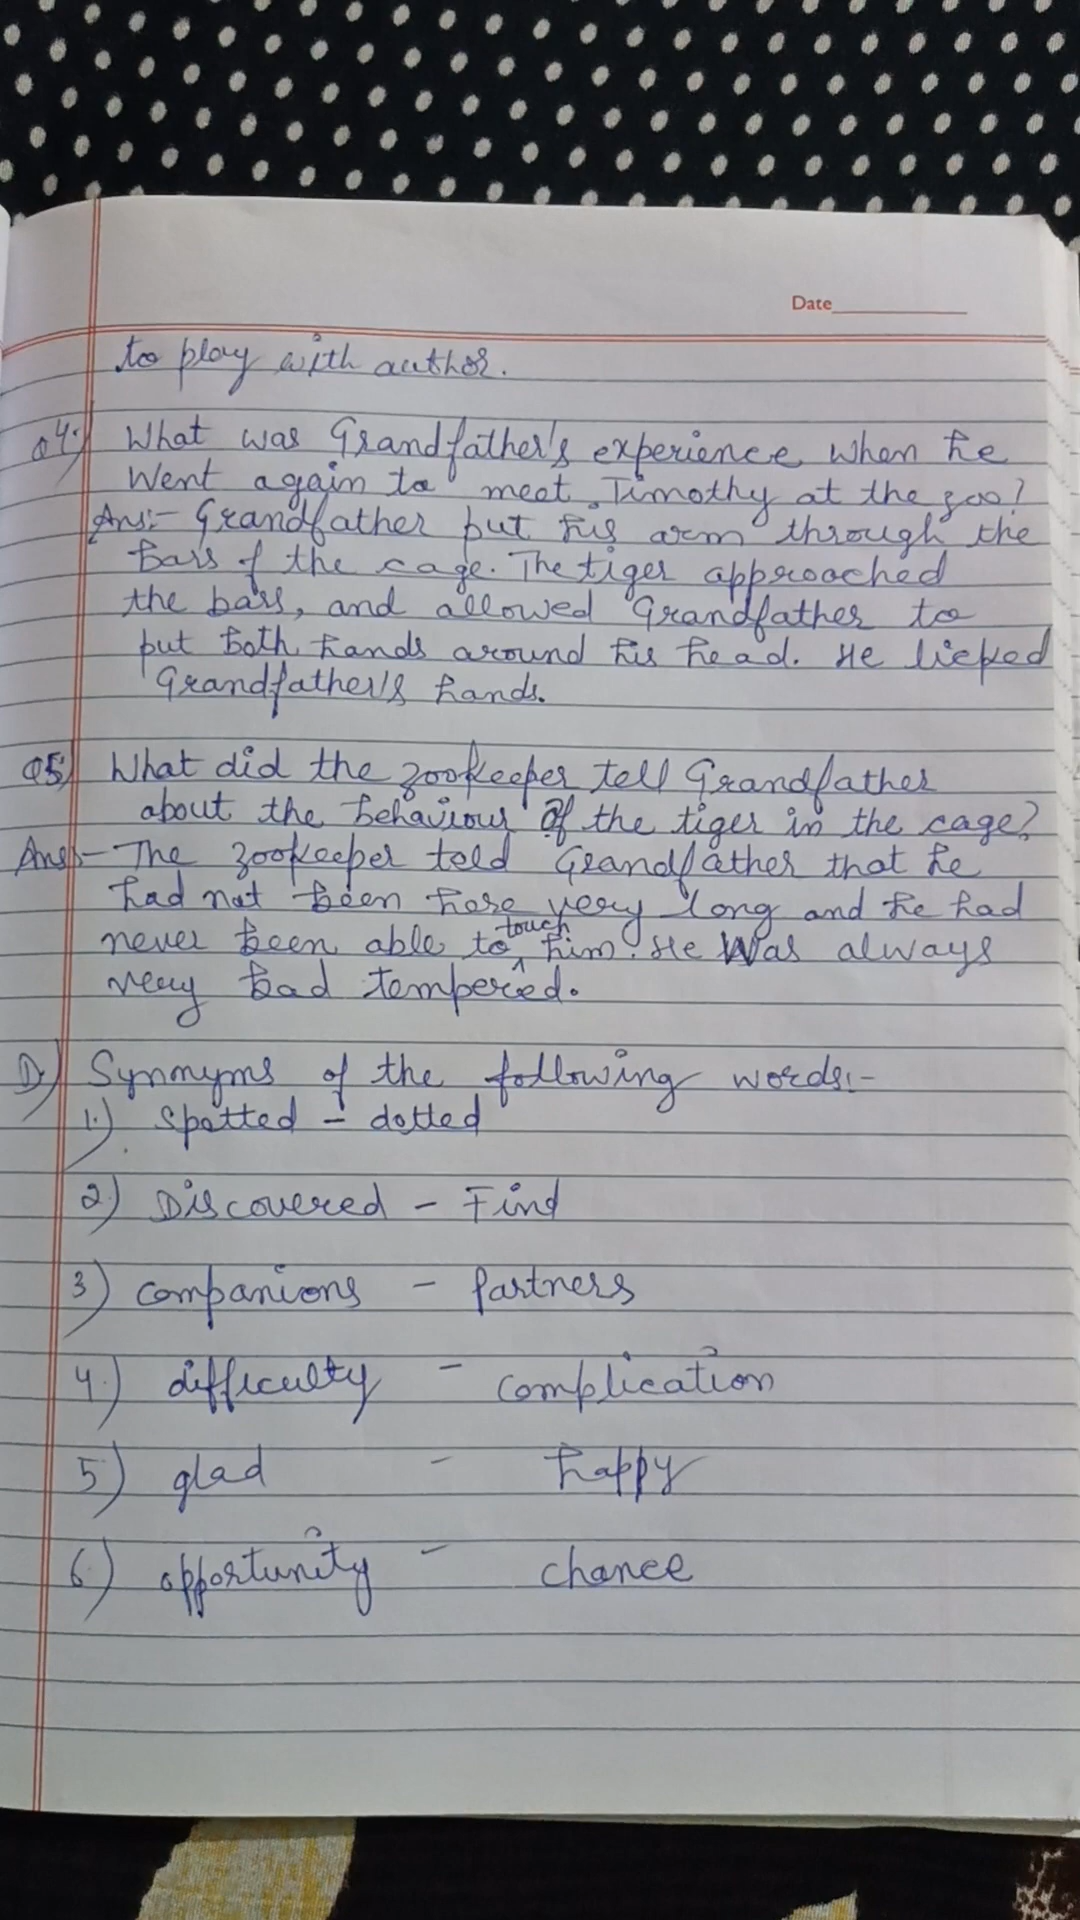 Date
to play with author.
Q4.) What was Grandfather's experience when he
went again to meet Timothy at the zoo?
Ans:- Grandfather put his arm through the
bars of the cage. The tiger approached
the bars, and allowed Grandfather to
put both hands around his head. He licked
Grandfather's hands.
Q5) What did the zookeeper tell Grandfather
about the behaviour of the tiger in the cage?
Ans:- The zookeeper told Grandfather that he
had not been here very long and he had
never been able to touch him. He was always
very bad tempered.
D) Synonyms of the following words:-
1.) Spotted - dotted
2) Discovered - Find
3) companions - Partners
4.) difficulty - complication
5) glad - happy
6.) opportunity - chance